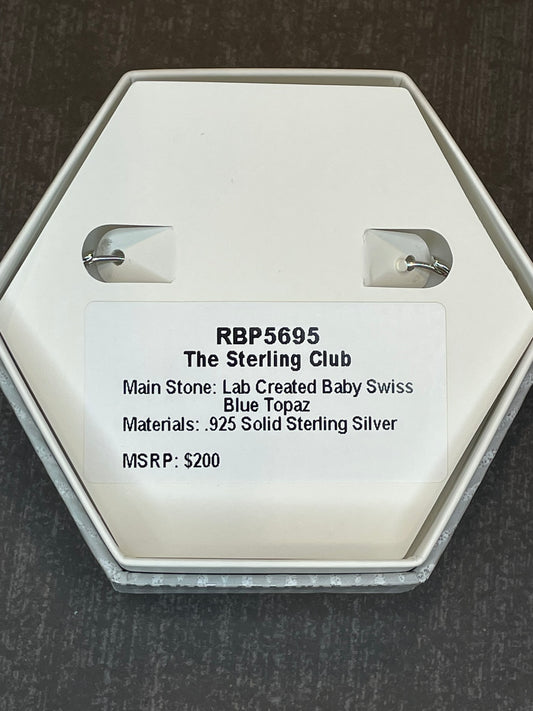 RBP5695
The Sterling Club
Main Stone: Lab Created Baby Swiss
Blue Topaz
Materials: .925 Solid Sterling Silver
MSRP: $200